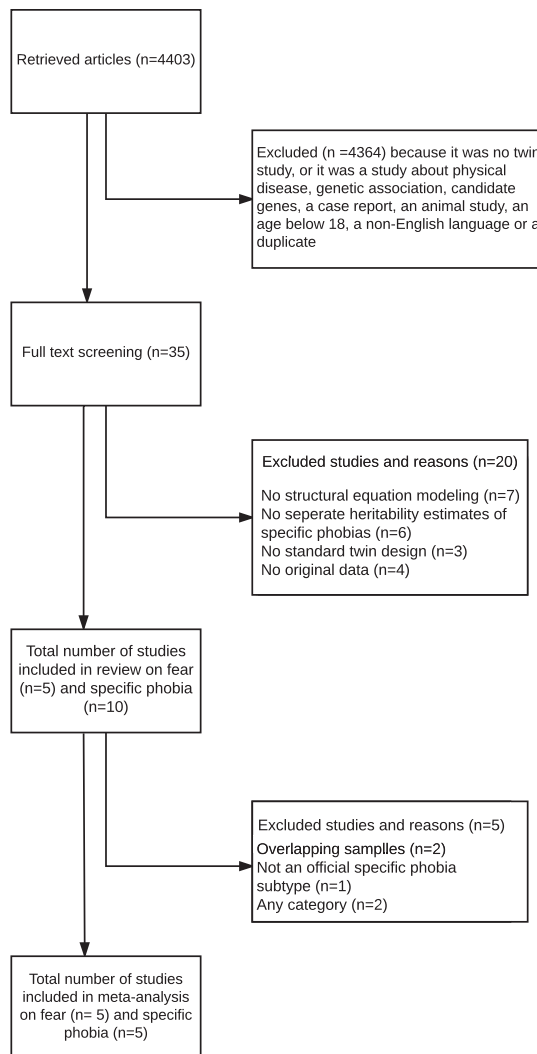 Retrieved articles (n=4403)
Excluded (n =4364) because it was no
study, or it was a study about physical
disease, genetic association, candidate
genes, a case report, an animal study, an
age below 18, a non-English language or
duplicate
Full text screening (n=35)
Excluded studies and reasons (n=20)
No structural equation modeling (n=7)
No seperate heritability estimates of
specific phobias (n=6)
No standard twin design (n=3)
No original data (n=4)
Total number of studies
included in review on fear
(n=5) and specific phobia
(n=10)
Excluded studies and reasons (n=5)
Overlapping samplles (n=2)
Not an official specific phobia
subtype (n=1)
Any category (n=2)
Total number of studies
included in meta-analysis
on fear (n= 5) and specific
phobia (n=5)